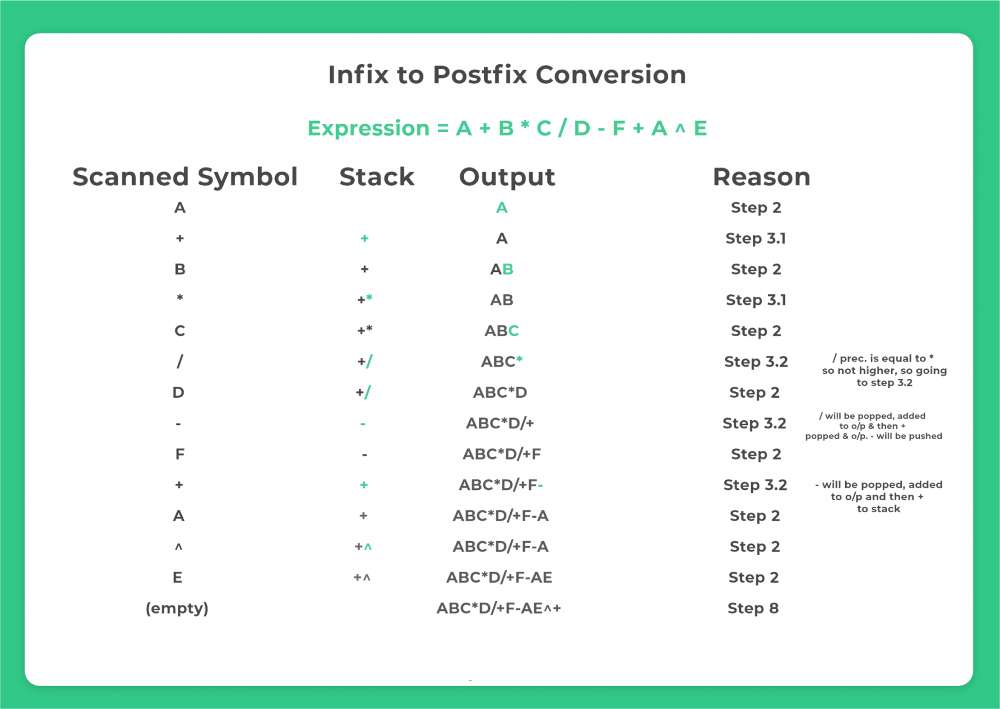 Infix to Postfix Conversion
Expression = A + B * C / D - F + A ^ E
Scanned Symbol Stack Output Reason
A A Step 2
+ + A Step 3.1
B + AB Step 2
* +* AB Step 3.1
C +* ABC Step 2
/ +/ ABC* Step 3.2
/ prec. is equal to *
so not higher, so going
to step 3.2
D +/ ABC*D Step 2
- - ABC*D/+ Step 3.2
/ will be popped, added
to o/p & then +
popped & o/p. - will be pushed
F - ABC*D/+F Step 2
+ + ABC*D/+F- Step 3.2
- will be popped, added
to o/p and then +
to stack
A + ABC*D/+F-A Step 2
^ +^ ABC*D/+F-A Step 2
E +^ ABC*D/+F-AE Step 2
(empty) ABC*D/+F-AE^+ Step 8